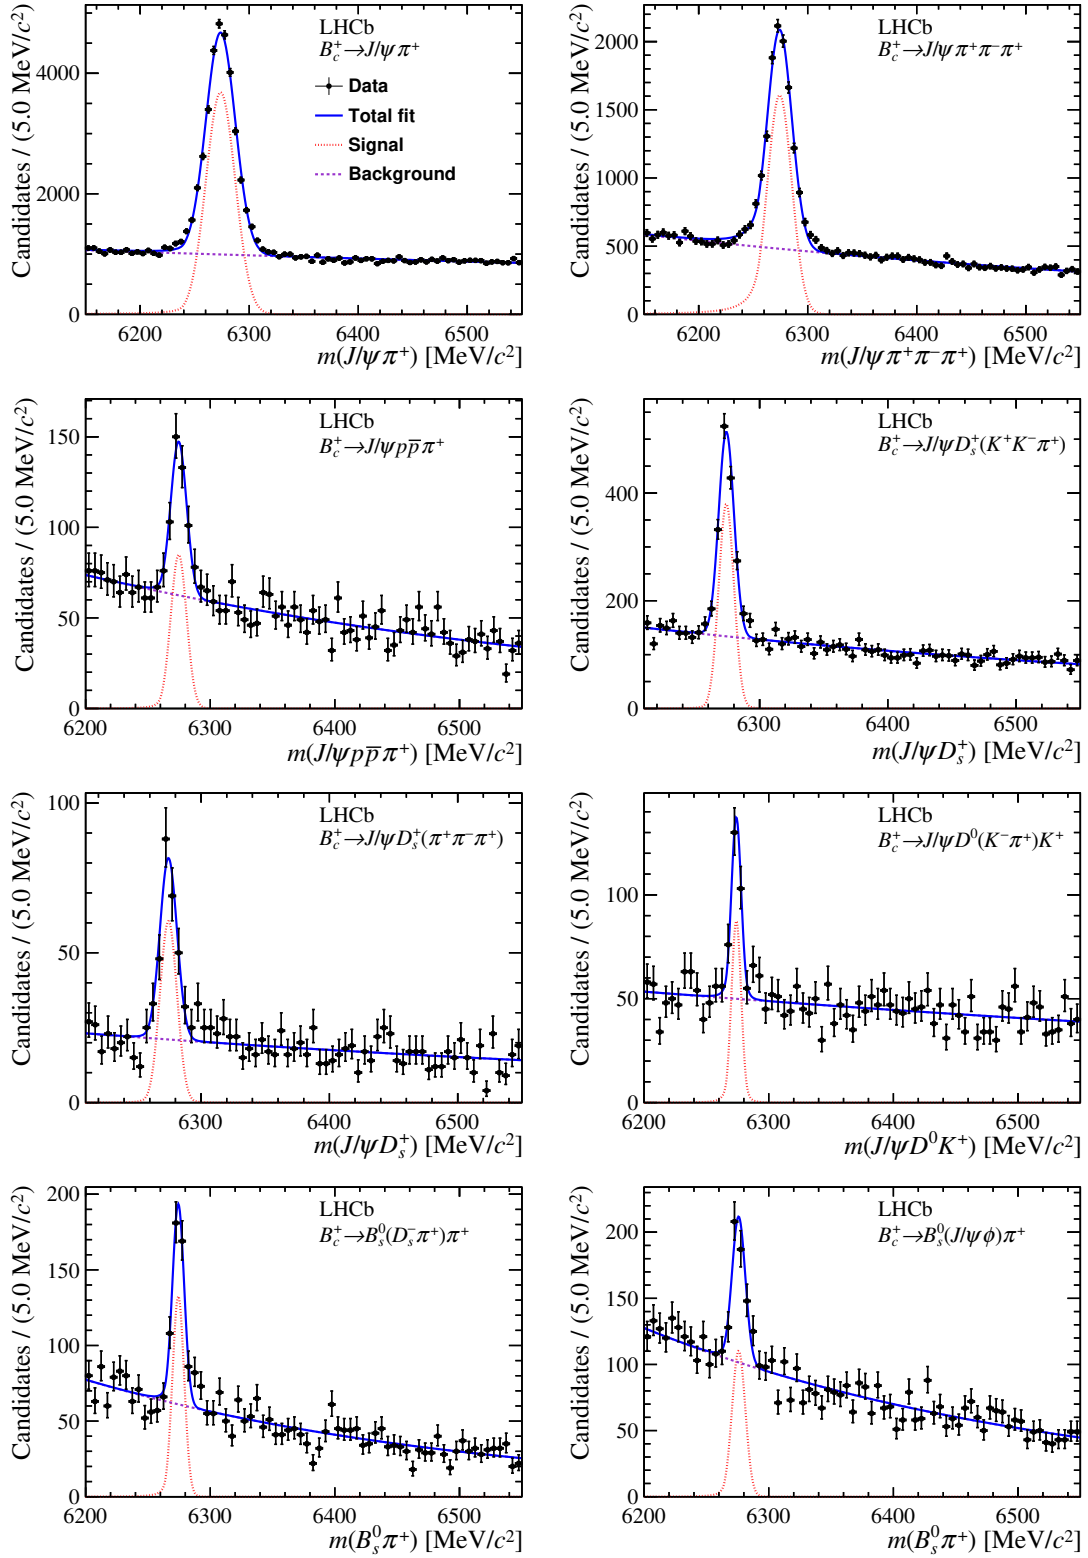 LHCb
B_c^+→J/ψπ^+
Data
Total fit
Signal
Background
Candidates / (5.0 MeV/c^2)
4000
2000
0
6200 6300 6400 6500
m(J/ψπ^+) [MeV/c^2]
LHCb
B_c^+→J/ψπ^+π^-π^+
Candidates / (5.0 MeV/c^2)
2000
1500
1000
500
0
6200 6300 6400 6500
m(J/ψπ^+π^-π^+) [MeV/c^2]
LHCb
B_c^+→J/ψpp̅π^+
Candidates / (5.0 MeV/c^2)
150
100
50
0
6200 6300 6400 6500
m(J/ψpp̅π^+) [MeV/c^2]
LHCb
B_c^+→J/ψD_s^+(K^+K^-π^+)
Candidates / (5.0 MeV/c^2)
400
200
0
6300 6400 6500
m(J/ψD_s^+) [MeV/c^2]
LHCb
B_c^+→J/ψD_s^+(π^+π^-π^+)
Candidates / (5.0 MeV/c^2)
100
50
0
6300 6400 6500
m(J/ψD_s^+) [MeV/c^2]
LHCb
B_c^+→J/ψD^0(K^-π^+)K^+
Candidates / (5.0 MeV/c^2)
100
50
0
6200 6300 6400 6500
m(J/ψD^0K^+) [MeV/c^2]
LHCb
B_c^+→B_s^0(D_s^-π^+)π^+
Candidates / (5.0 MeV/c^2)
200
150
100
50
0
6200 6300 6400 6500
m(B_s^0π^+) [MeV/c^2]
LHCb
B_c^+→B_s^0(J/ψϕ)π^+
Candidates / (5.0 MeV/c^2)
200
150
100
50
0
6200 6300 6400 6500
m(B_s^0π^+) [MeV/c^2]